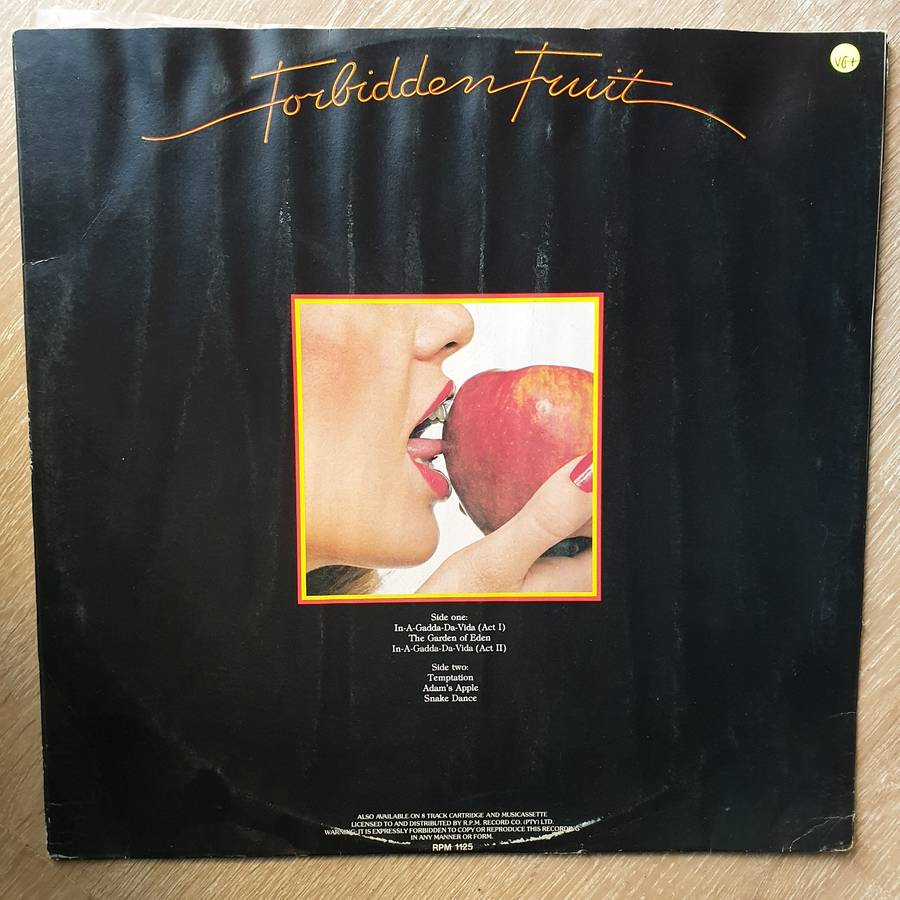 Forbidden Fruit
VG+
Side one:
In-A-Gadda-Da-Vida (Act I)
The Garden of Eden
In-A-Gadda-Da-Vida (Act II)
Side two:
Temptation
Adam's Apple
Snake Dance
ALSO AVAILABLE ON 8 TRACK CARTRIDGE AND MUSICASSETTE
LICENSED TO AND DISTRIBUTED BY R.P.M. RECORD CO. (PTY) LTD.
WARNING: IT IS EXPRESSLY FORBIDDEN TO COPY OR REPRODUCE THIS RECORDING
IN ANY MANNER OR FORM.
RPM 1125